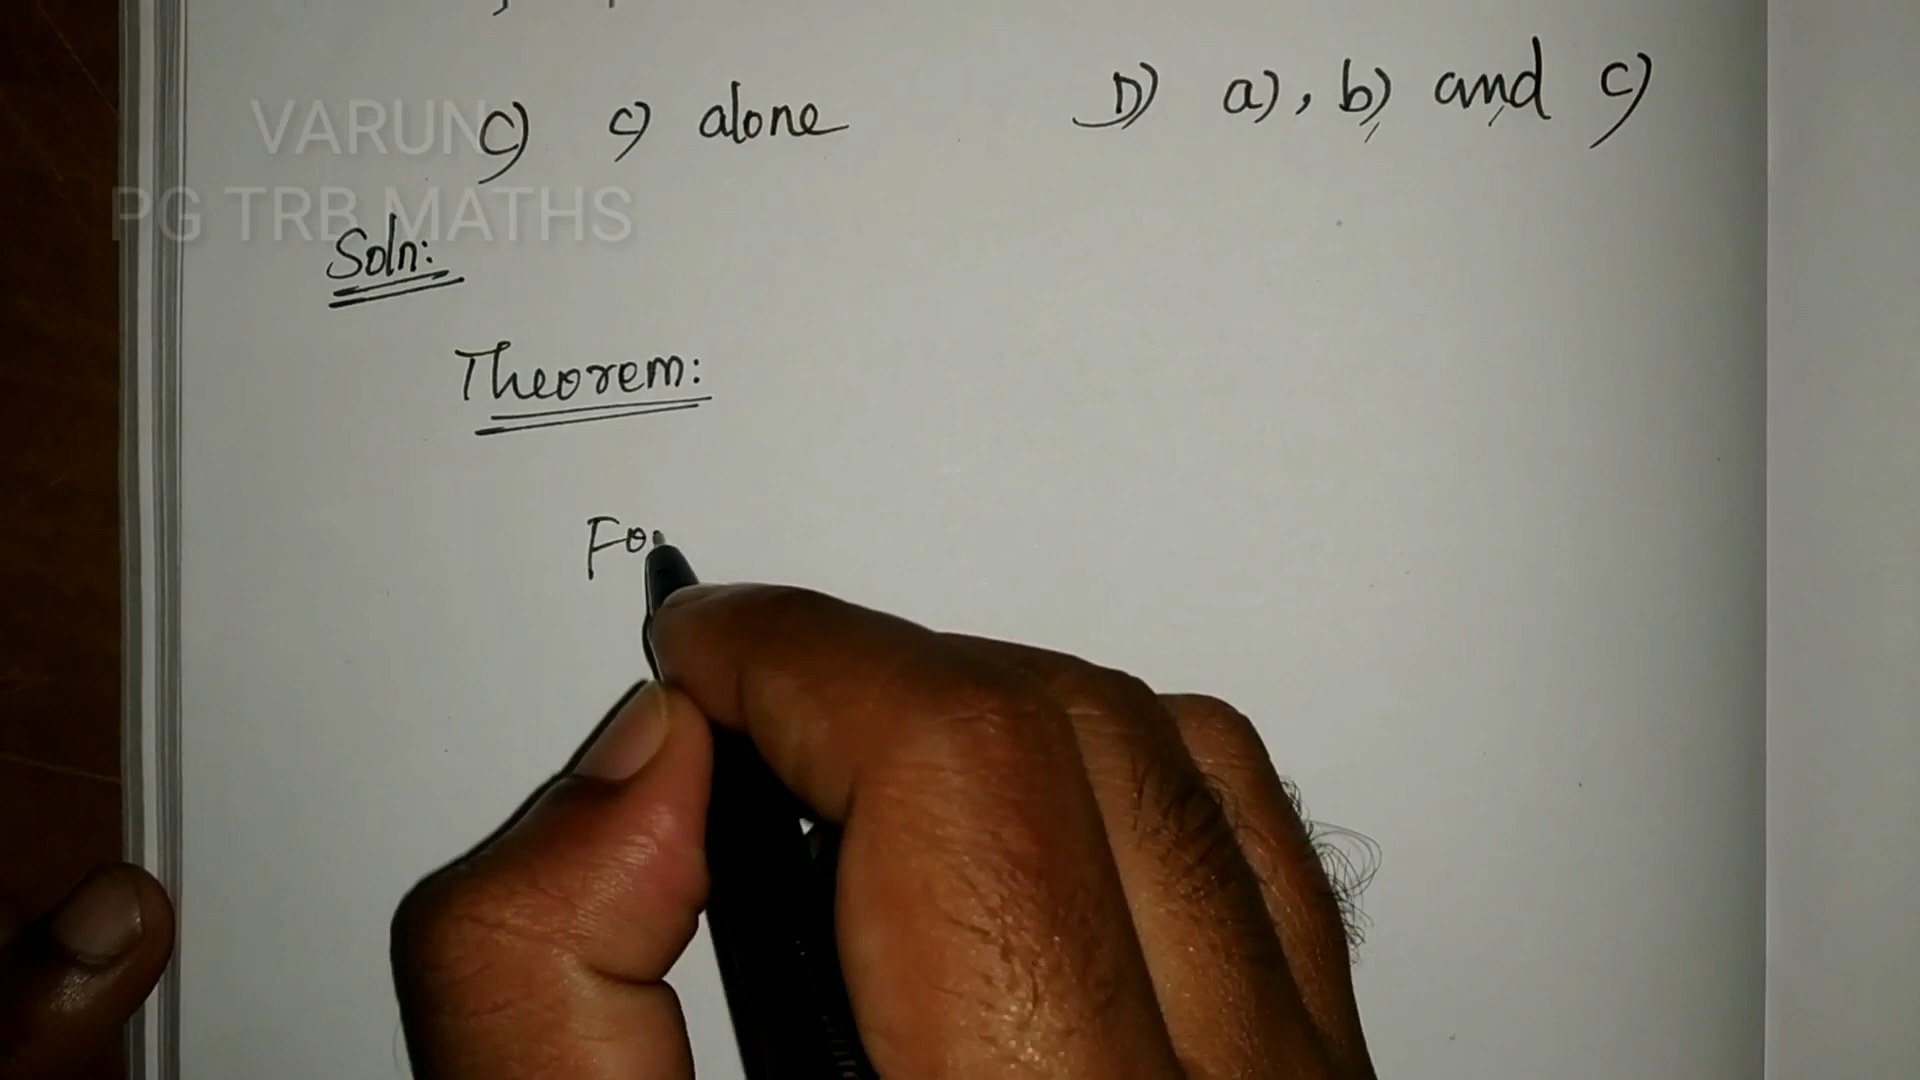 C) c) alone D) a), b) and c)
VARUN
PG TRB MATHS
Soln:
Theorem:
Fo